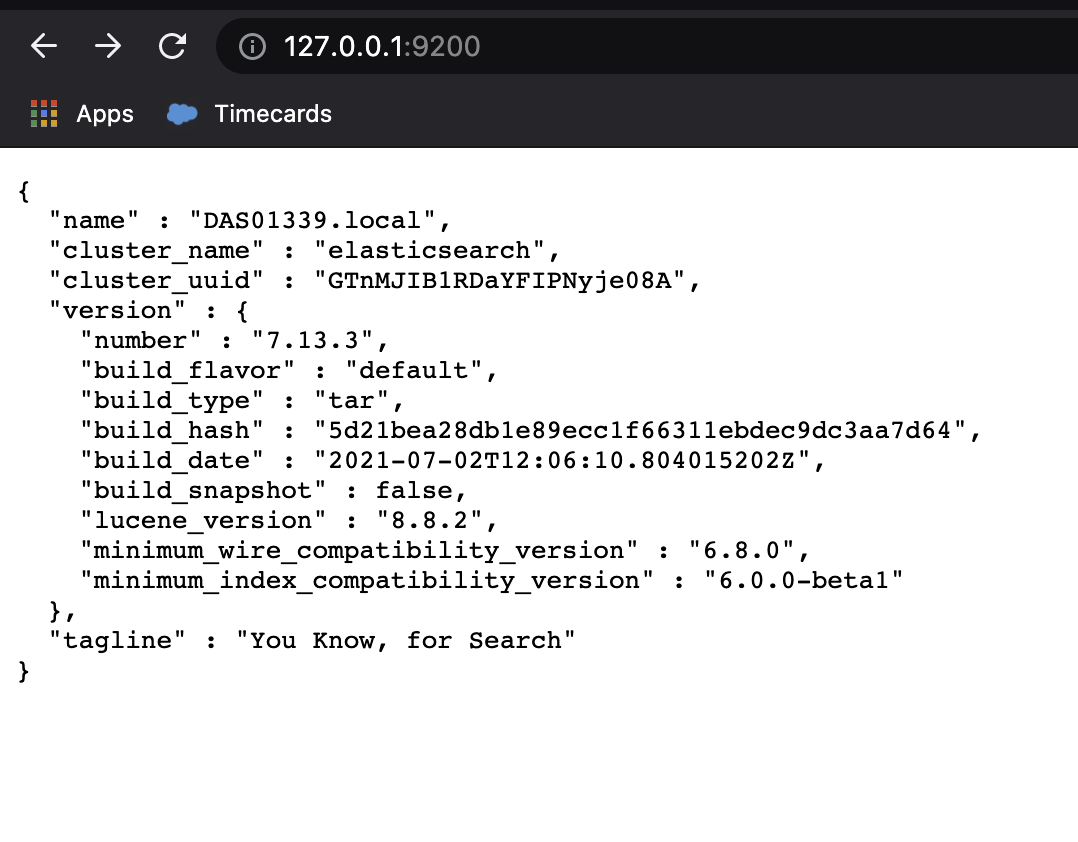 127.0.0.1:9200
Apps Timecards
{
  "name" : "DAS01339.local",
  "cluster_name" : "elasticsearch",
  "cluster_uuid" : "GTnMJIB1RDaYFIPNyje08A",
  "version" : {
    "number" : "7.13.3",
    "build_flavor" : "default",
    "build_type" : "tar",
    "build_hash" : "5d21bea28db1e89ecc1f66311ebdec9dc3aa7d64",
    "build_date" : "2021-07-02T12:06:10.804015202Z",
    "build_snapshot" : false,
    "lucene_version" : "8.8.2",
    "minimum_wire_compatibility_version" : "6.8.0",
    "minimum_index_compatibility_version" : "6.0.0-beta1"
  },
  "tagline" : "You Know, for Search"
}